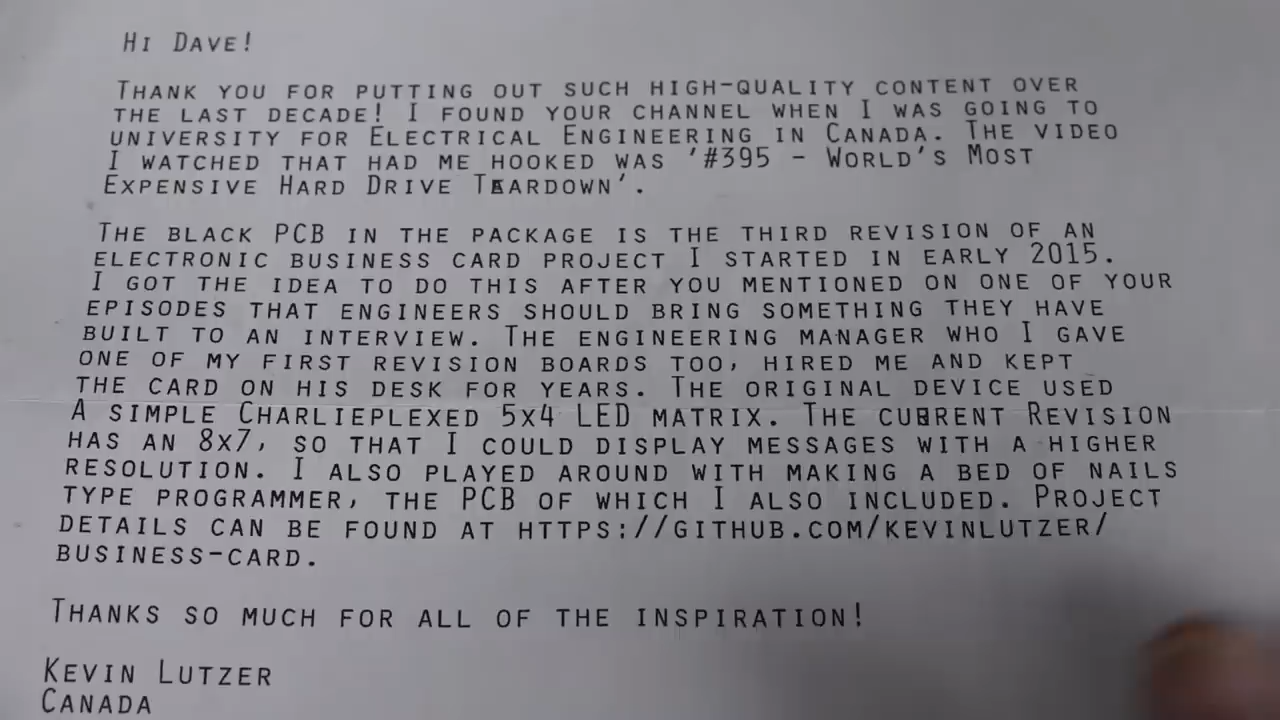 Hi Dave!
Thank you for putting out such high-quality content over
the last decade! I found your channel when I was going to
university for Electrical Engineering in Canada. The video
I watched that had me hooked was '#395 - World's Most
Expensive Hard Drive Teardown'.
The black PCB in the package is the third revision of an
electronic business card project I started in early 2015.
I got the idea to do this after you mentioned on one of your
episodes that engineers should bring something they have
built to an interview. The engineering manager who I gave
one of my first revision boards too, hired me and kept
the card on his desk for years. The original device used
a simple Charlieplexed 5x4 LED matrix. The current Revision
has an 8x7, so that I could display messages with a higher
resolution. I also played around with making a bed of nails
type programmer, the PCB of which I also included. Project
details can be found at https://github.com/kevinlutzer/
business-card.
Thanks so much for all of the inspiration!
Kevin Lutzer
Canada